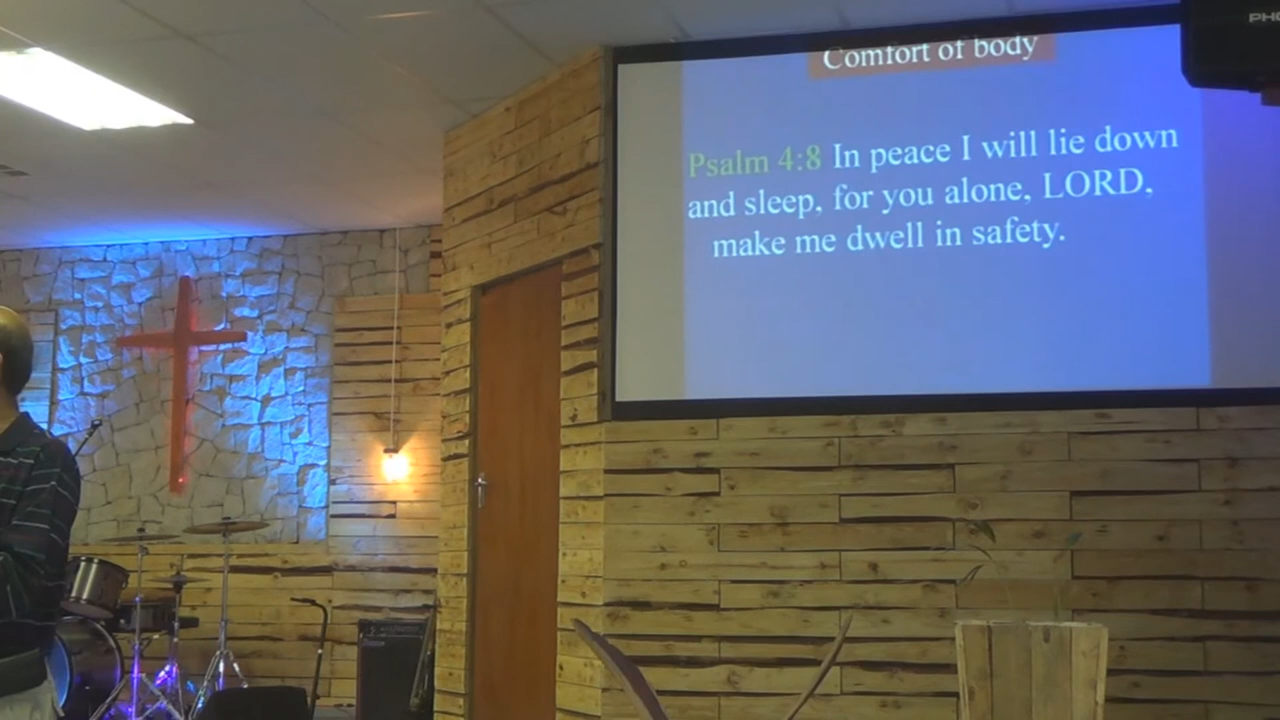 Comfort of body
Psalm 4:8 In peace I will lie down
and sleep, for you alone, LORD,
make me dwell in safety.